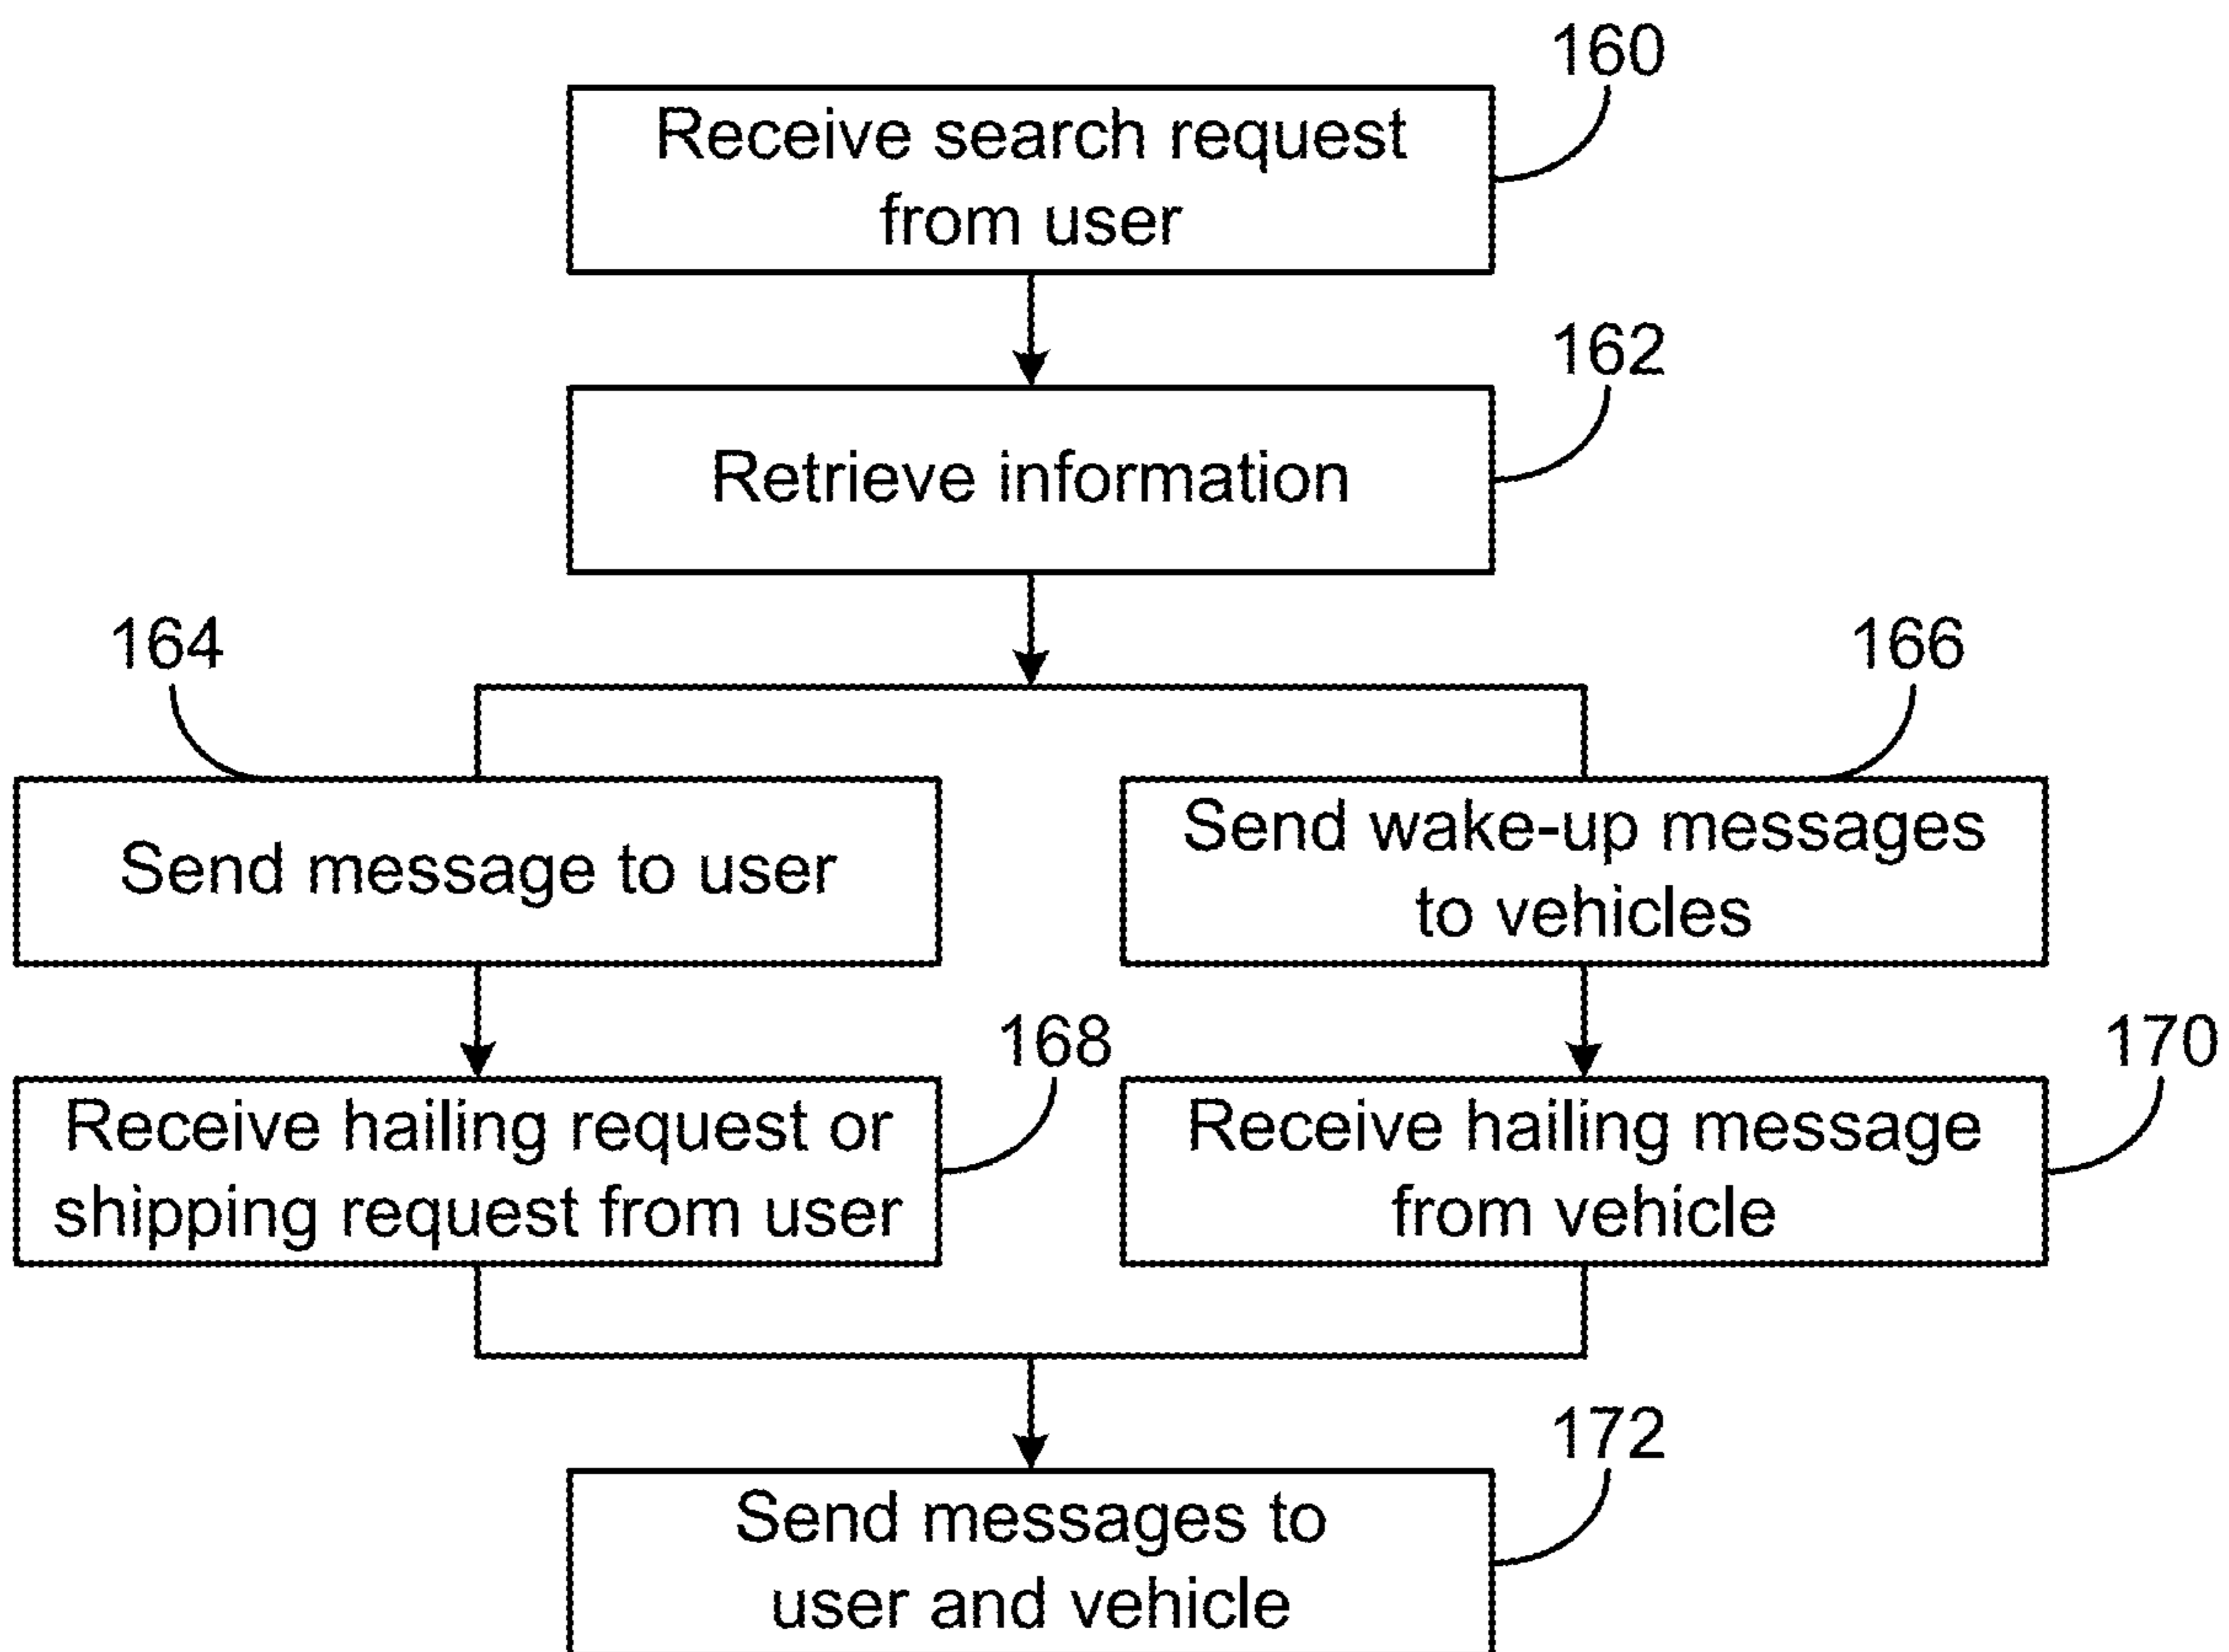 160
Receive search request
from user
162
Retrieve information
164
166
Send message to user
Send wake-up messages
to vehicles
168
170
Receive hailing request or
shipping request from user
Receive hailing message
from vehicle
172
Send messages to
user and vehicle